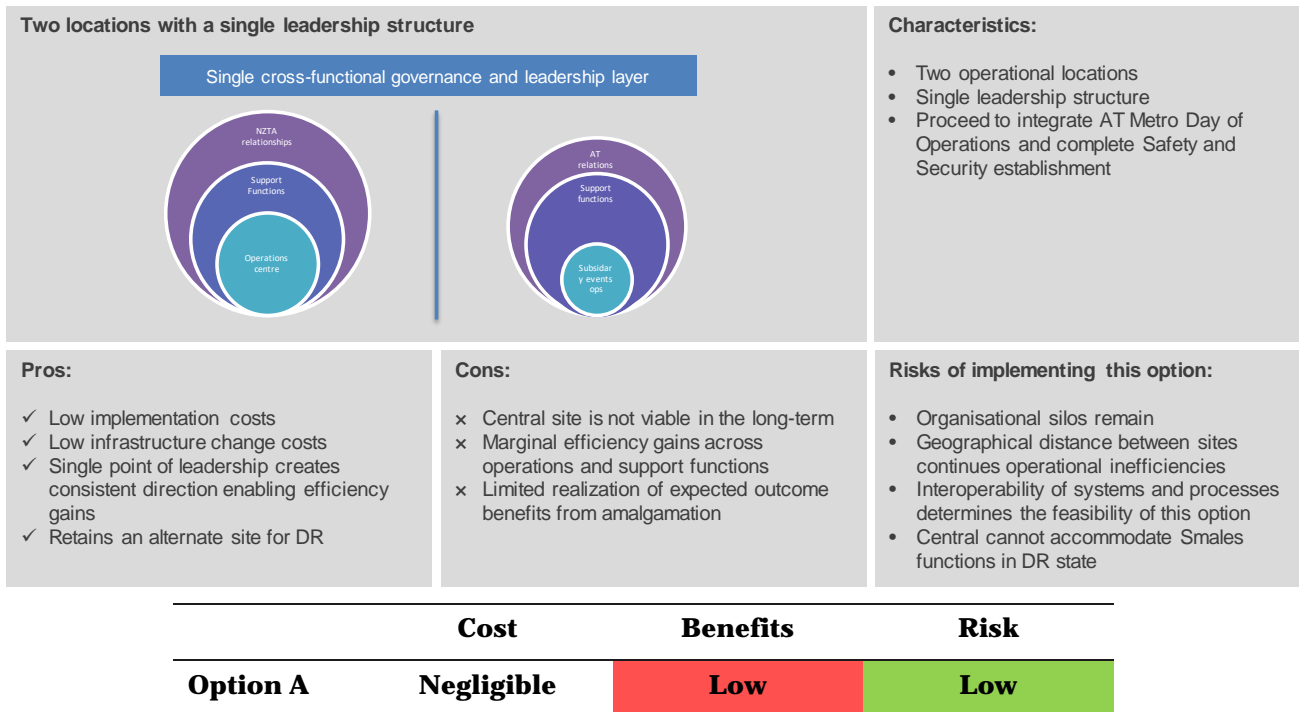 Two locations with a single leadership structure
Single cross-functional governance and leadership layer
NZTA
relationships
Support
Functions
Operations
centre
AT
relations
Support
functions
Subsidar
y events
ops
Characteristics:
• Two operational locations
• Single leadership structure
• Proceed to integrate AT Metro Day of
Operations and complete Safety and
Security establishment
Pros:
✓ Low implementation costs
✓ Low infrastructure change costs
✓ Single point of leadership creates
consistent direction enabling efficiency
gains
✓ Retains an alternate site for DR
Cons:
× Central site is not viable in the long-term
× Marginal efficiency gains across
operations and support functions
× Limited realization of expected outcome
benefits from amalgamation
Risks of implementing this option:
• Organisational silos remain
• Geographical distance between sites
continues operational inefficiencies
• Interoperability of systems and processes
determines the feasibility of this option
• Central cannot accommodate Smales
functions in DR state
Cost Benefits Risk
Option A Negligible Low Low